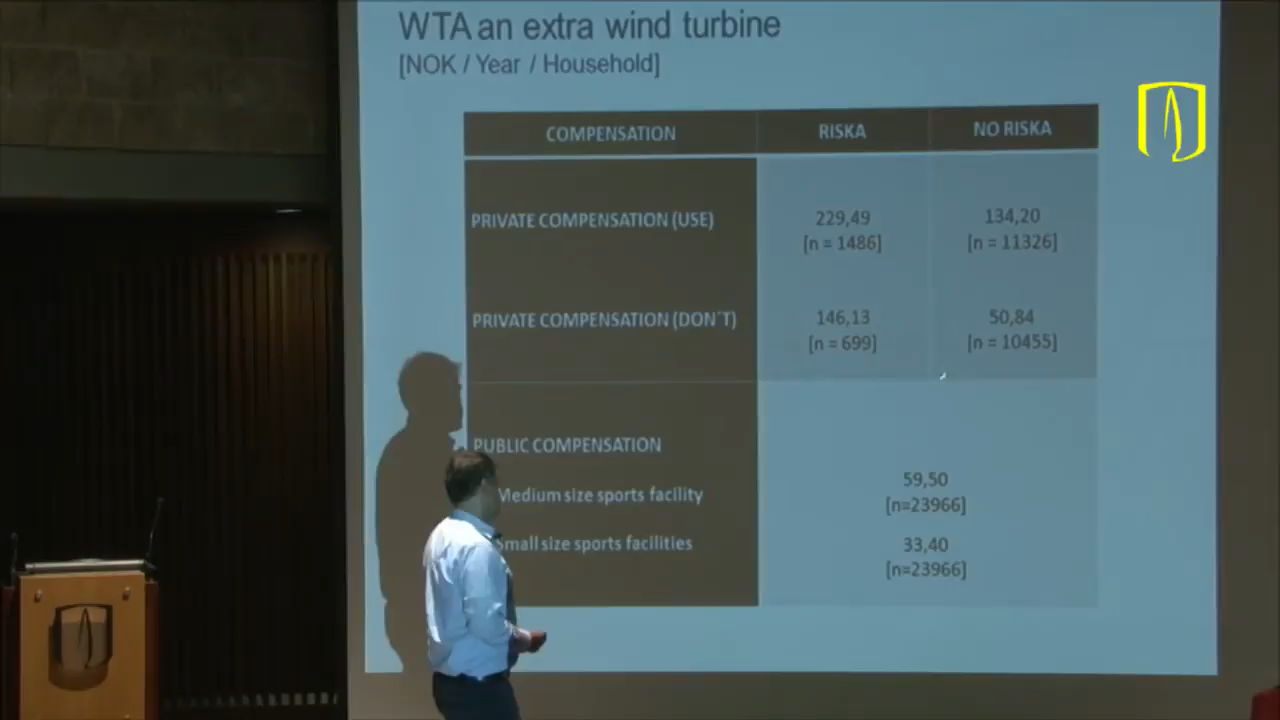 WTA an extra wind turbine
[NOK / Year / Household]
COMPENSATION RISKA NO RISKA
PRIVATE COMPENSATION (USE) 229,49 134,20
[n = 1486] [n = 11326]
PRIVATE COMPENSATION (DON´T) 146,13 50,84
[n = 699] [n = 10455]
PUBLIC COMPENSATION
Medium size sports facility 59,50
[n=23966]
Small size sports facilities 33,40
[n=23966]